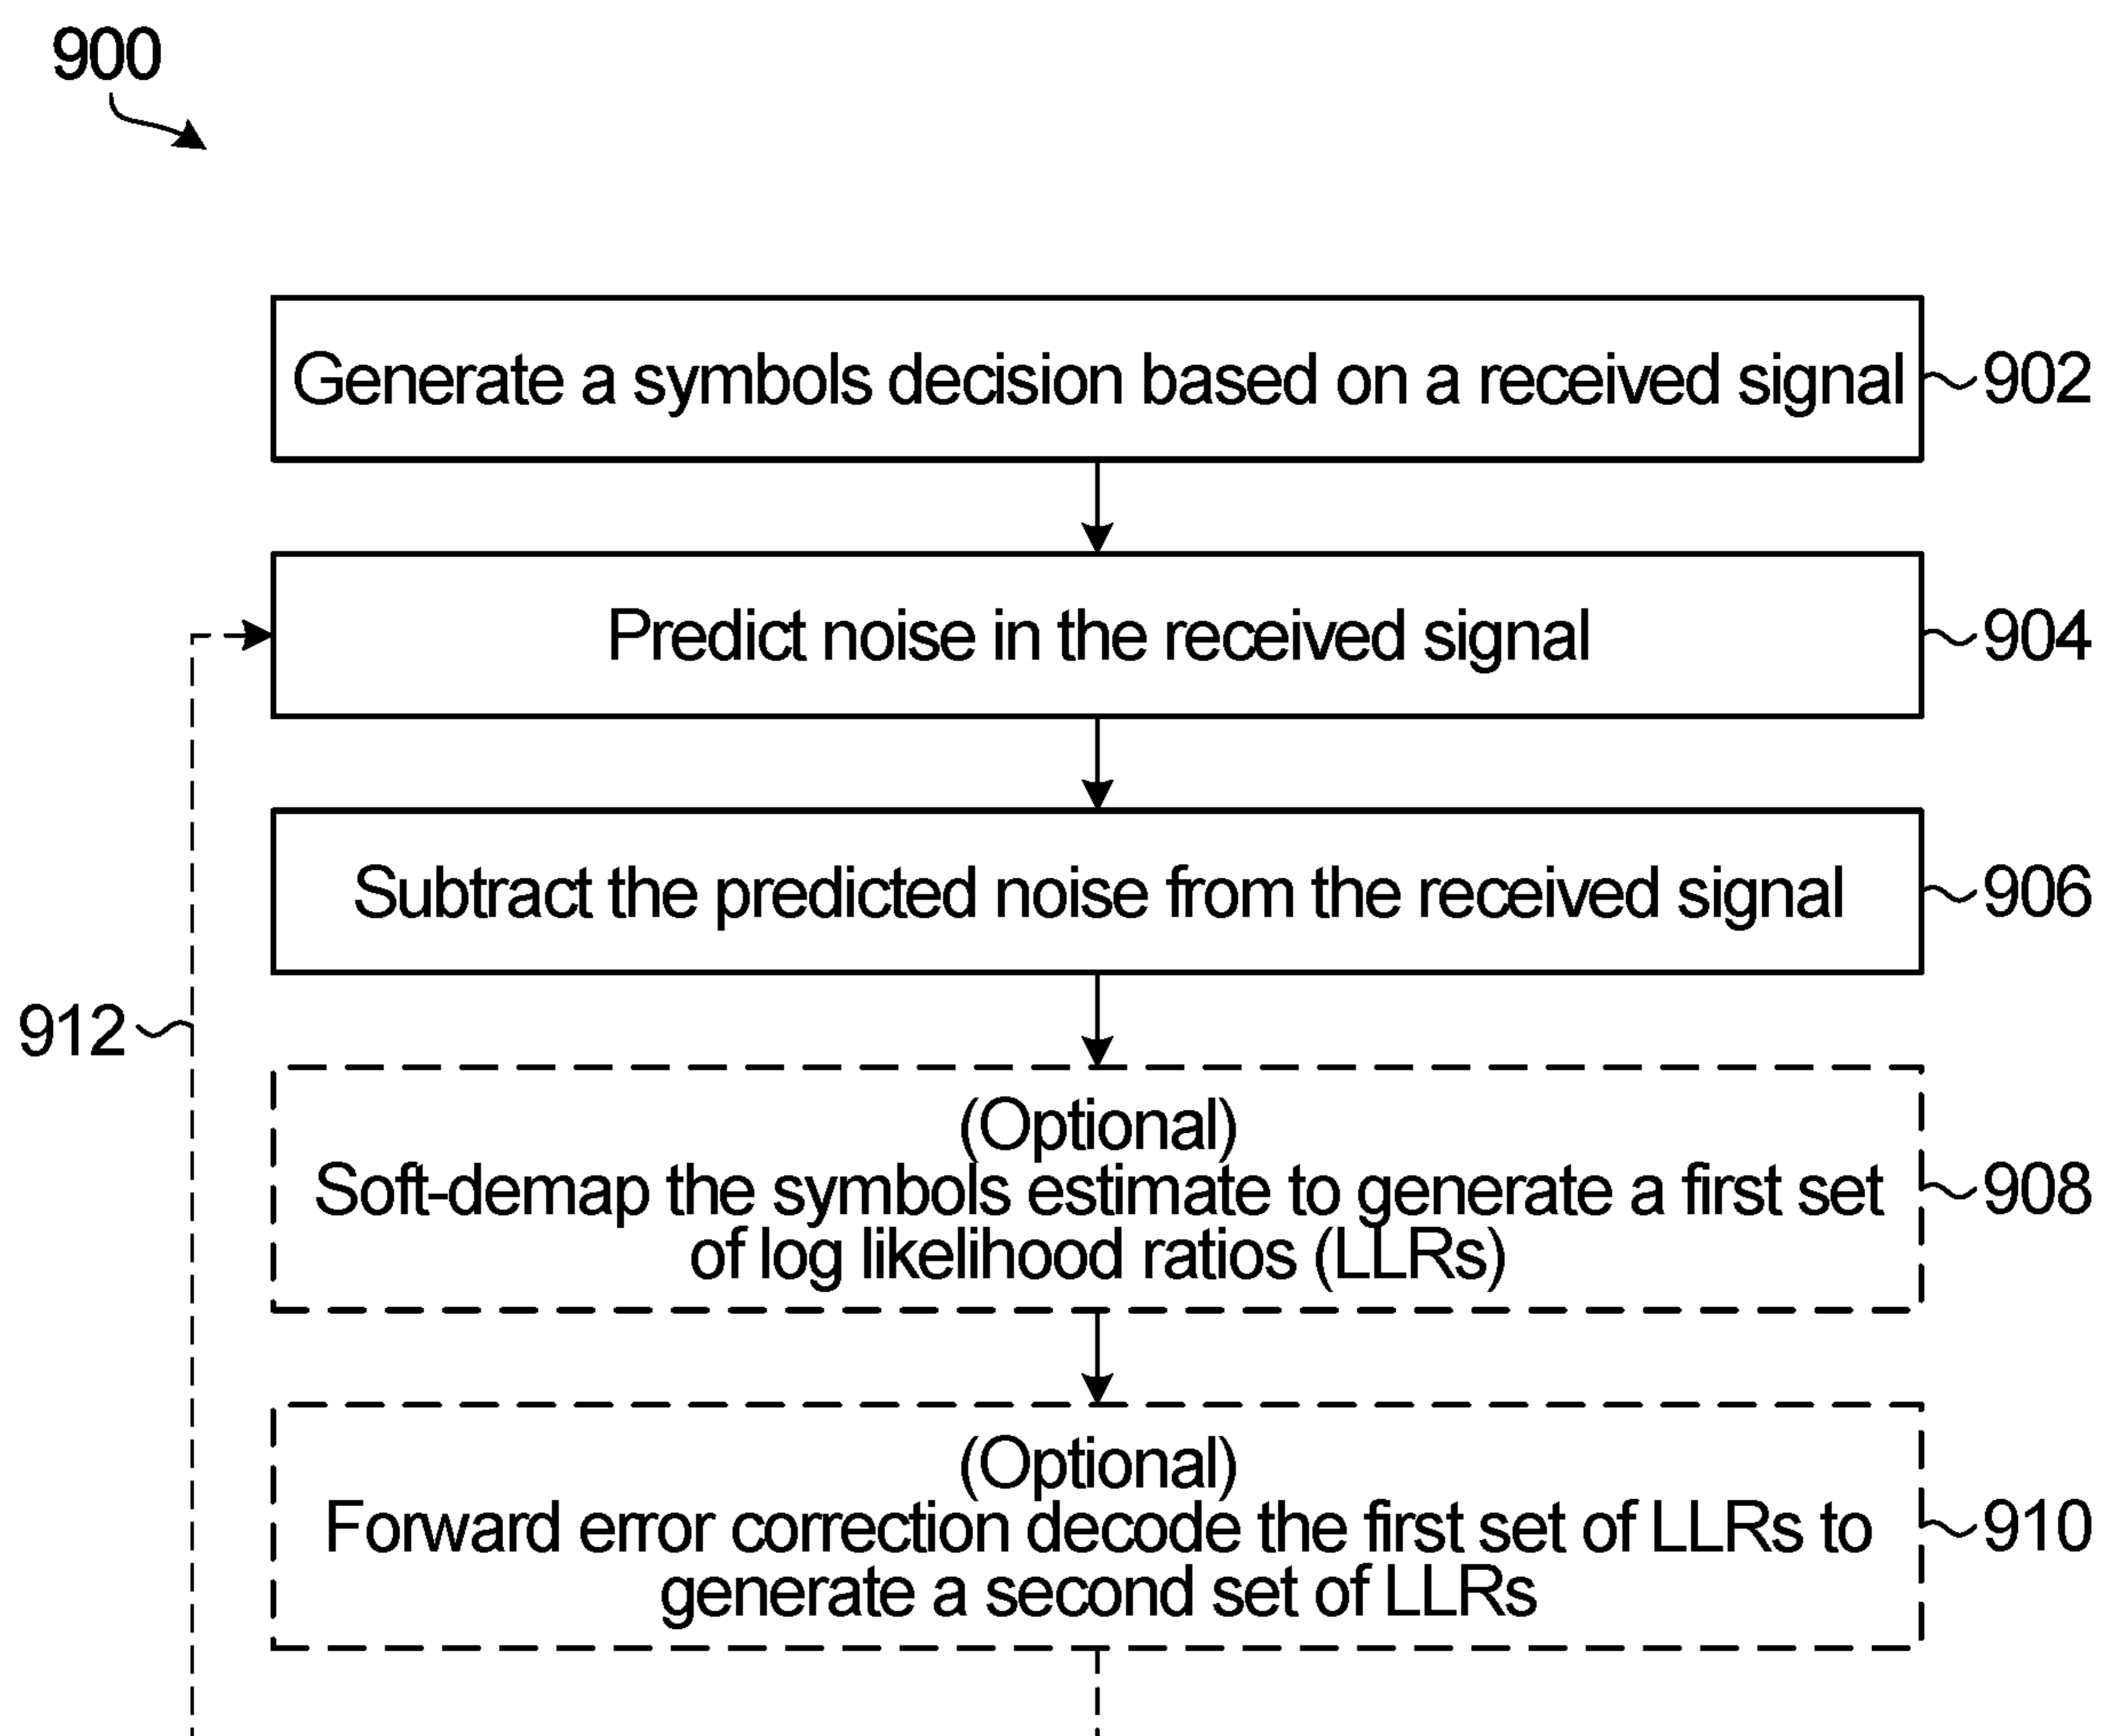 900
Generate a symbols decision based on a received signal
902
Predict noise in the received signal
904
Subtract the predicted noise from the received signal
906
912
(Optional)
Soft-demap the symbols estimate to generate a first set
of log likelihood ratios (LLRs)
908
(Optional)
Forward error correction decode the first set of LLRs to
generate a second set of LLRs
910